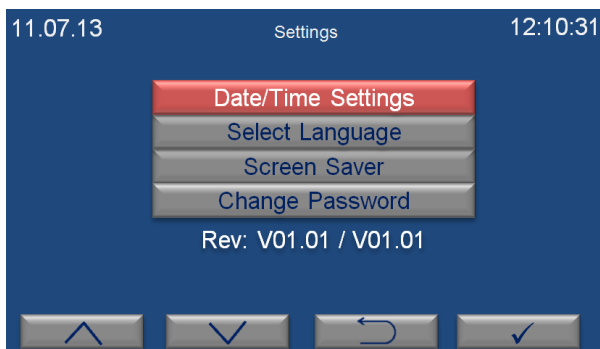 11.07.13 Settings 12:10:31
Date/Time Settings
Select Language
Screen Saver
Change Password
Rev: V01.01 / V01.01